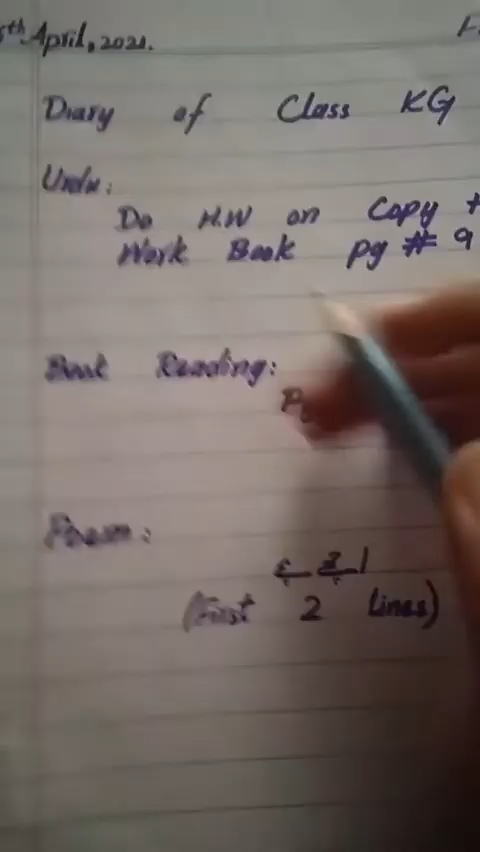 April, 2021.
Diary of Class KG
Urdu:
Do H.W on Copy +
Work Book pg # 9
Book Reading:
Poem:
(First 2 lines)